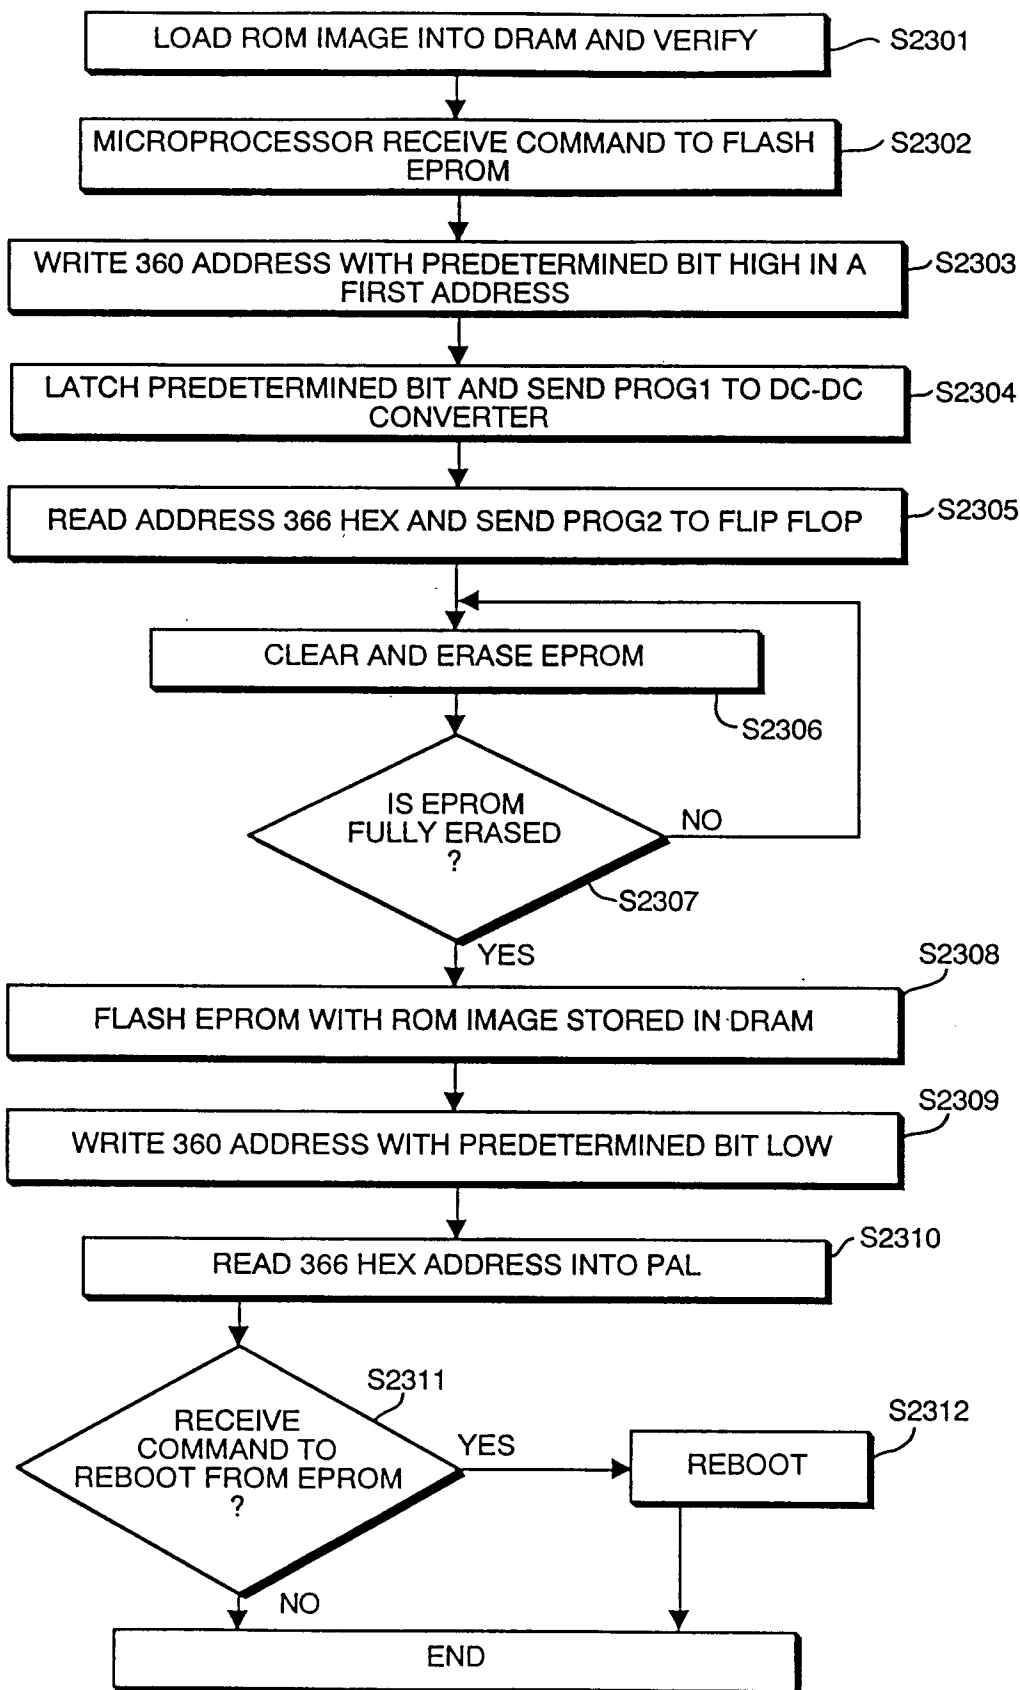 LOAD ROM IMAGE INTO DRAM AND VERIFY
S2301
MICROPROCESSOR RECEIVE COMMAND TO FLASH
EPROM
S2302
WRITE 360 ADDRESS WITH PREDETERMINED BIT HIGH IN A
FIRST ADDRESS
S2303
LATCH PREDETERMINED BIT AND SEND PROG1 TO DC-DC
CONVERTER
S2304
READ ADDRESS 366 HEX AND SEND PROG2 TO FLIP FLOP
S2305
CLEAR AND ERASE EPROM
S2306
IS EPROM
FULLY ERASED
?
NO
S2307
YES
S2308
FLASH EPROM WITH ROM IMAGE STORED IN DRAM
S2309
WRITE 360 ADDRESS WITH PREDETERMINED BIT LOW
S2310
READ 366 HEX ADDRESS INTO PAL
S2311
RECEIVE
COMMAND TO
REBOOT FROM EPROM
?
YES
S2312
REBOOT
NO
END